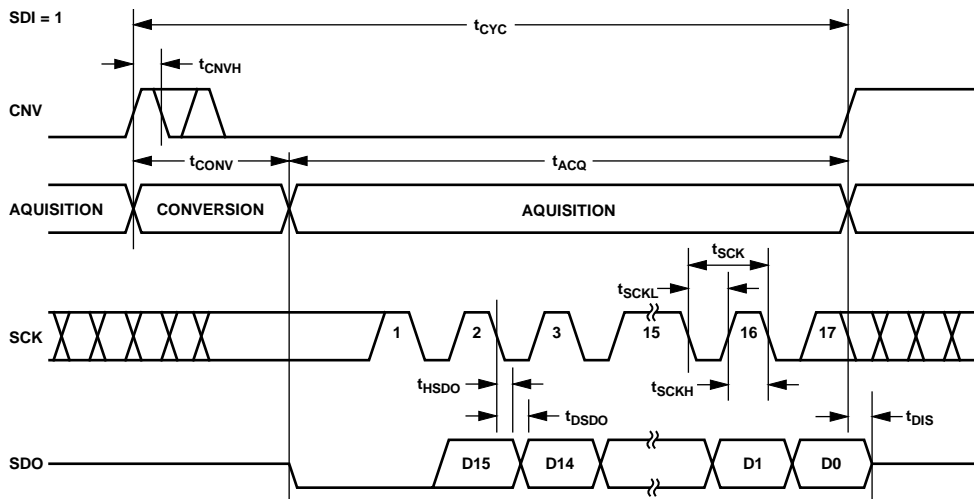 SDI = 1
tCYC
tCNVH
CNV
tCONV
tACQ
AQUISITION
CONVERSION
AQUISITION
tSCK
tSCKL
SCK
1
2
3
15
16
17
tHSDO
tDSDO
tSCKH
tDIS
SDO
D15
D14
D1
D0